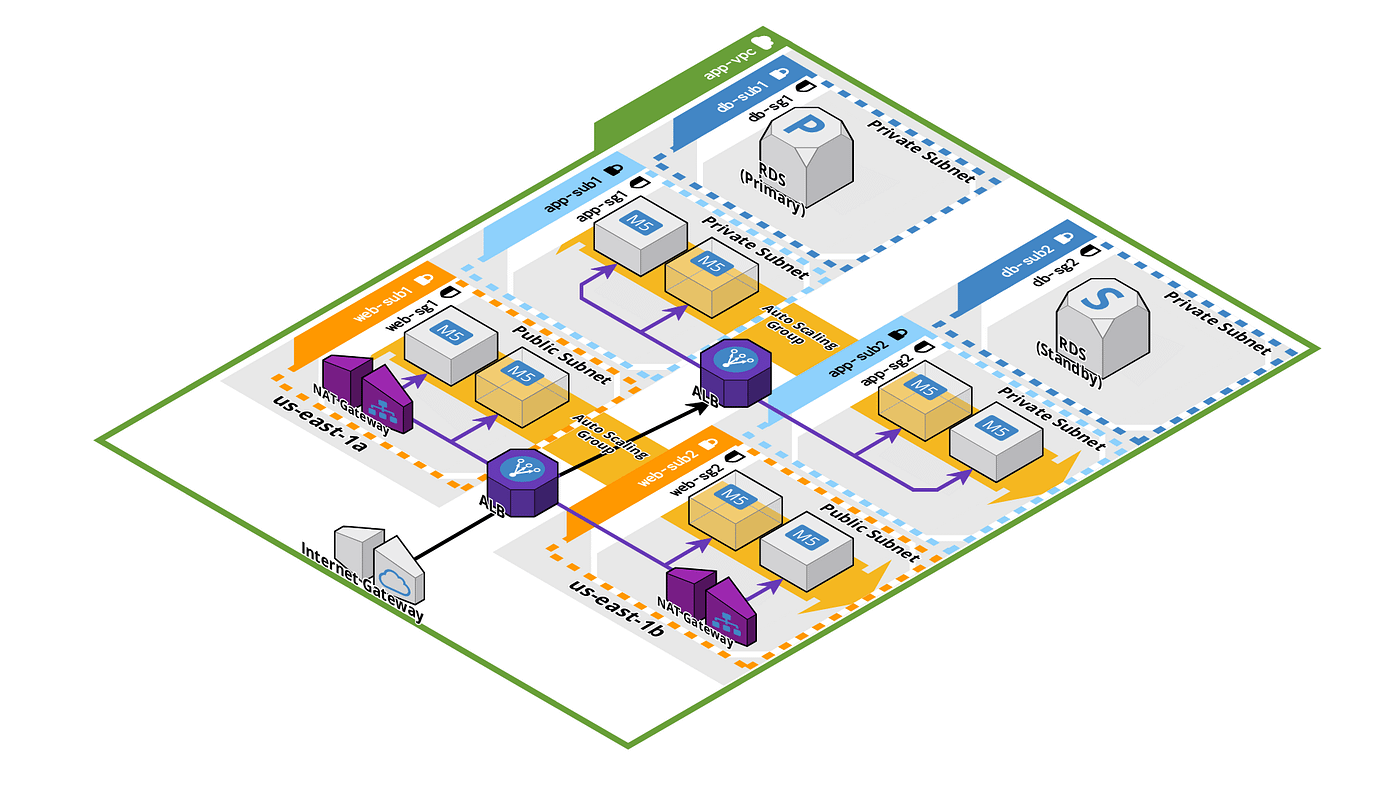 app-vpc
db-sub1
db-sg1
Private Subnet
P
RDS
(Primary)
app-sub1
app-sg1
Private Subnet
M5
M5
Auto Scaling
Group
web-sub1
web-sg1
Public Subnet
M5
M5
NAT Gateway
us-east-1a
Auto Scaling
Group
ALB
ALB
Internet Gateway
db-sub2
db-sg2
Private Subnet
S
RDS
(Standby)
app-sub2
app-sg2
Private Subnet
M5
M5
web-sub2
web-sg2
Public Subnet
M5
M5
NAT Gateway
us-east-1b